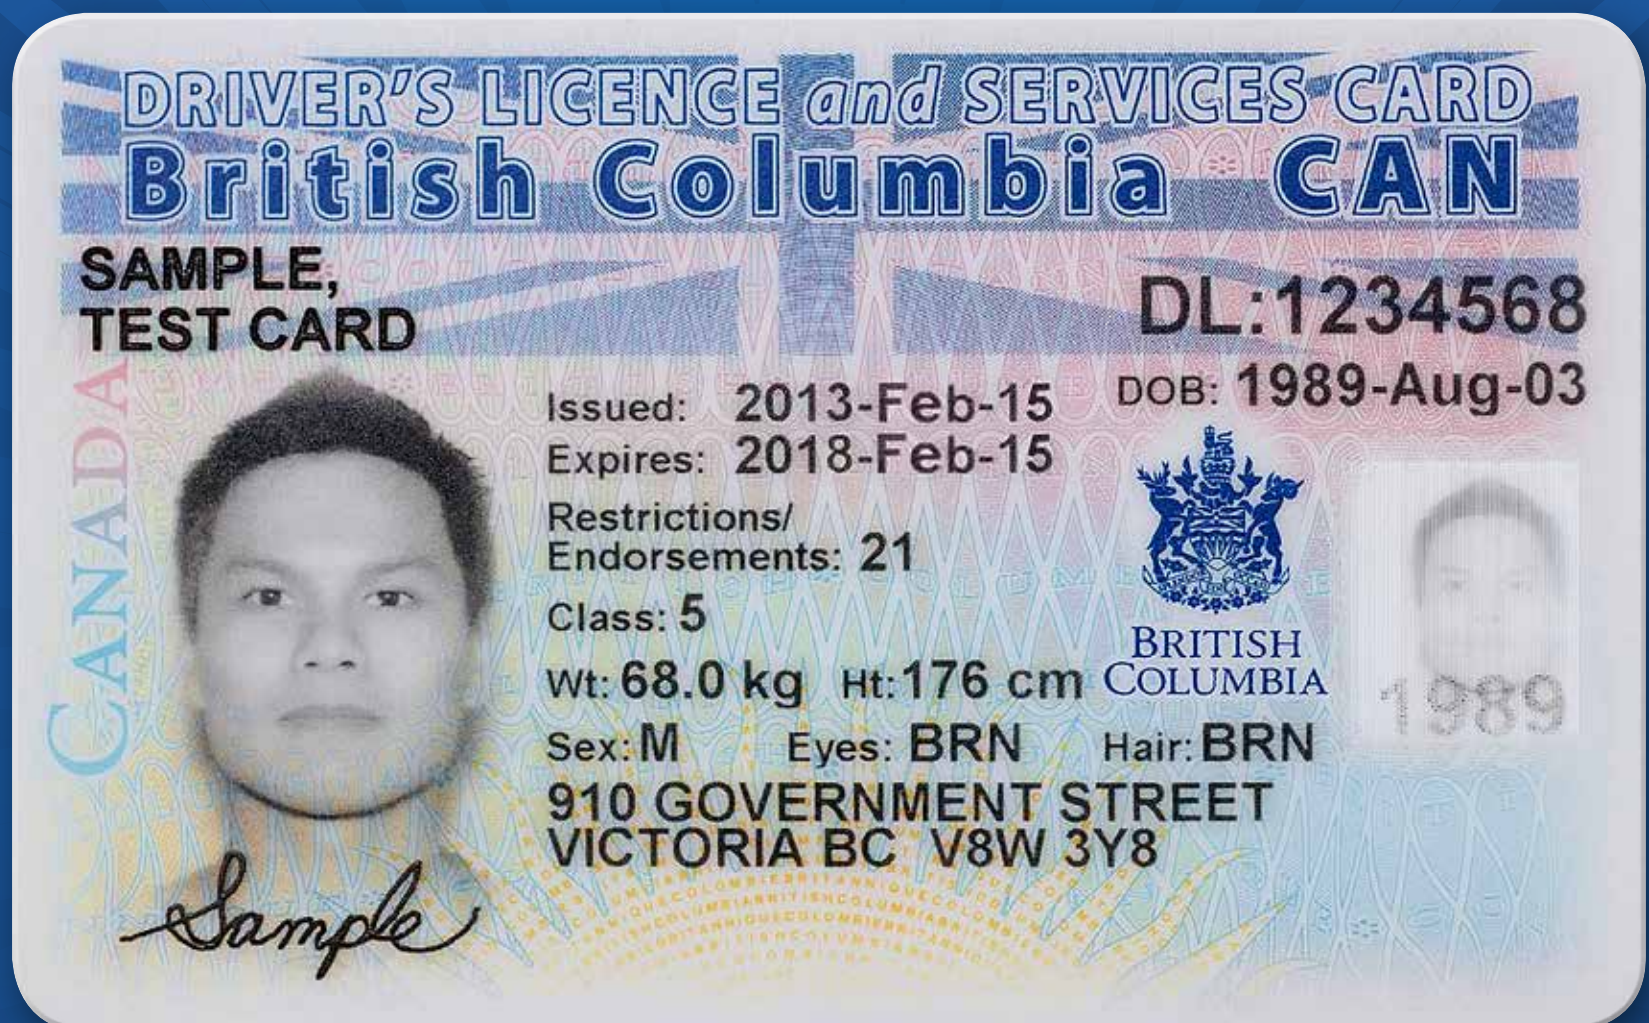 DRIVER'S LICENCE and SERVICES CARD
British Columbia CAN
SAMPLE,
TEST CARD
DL:1234568
DOB: 1989-Aug-03
CANADA
Issued: 2013-Feb-15
Expires: 2018-Feb-15
Restrictions/
Endorsements: 21
Class: 5
Wt: 68.0 kg Ht: 176 cm
Sex: M Eyes: BRN Hair: BRN
910 GOVERNMENT STREET
VICTORIA BC V8W 3Y8
BRITISH
COLUMBIA
1989
Sample